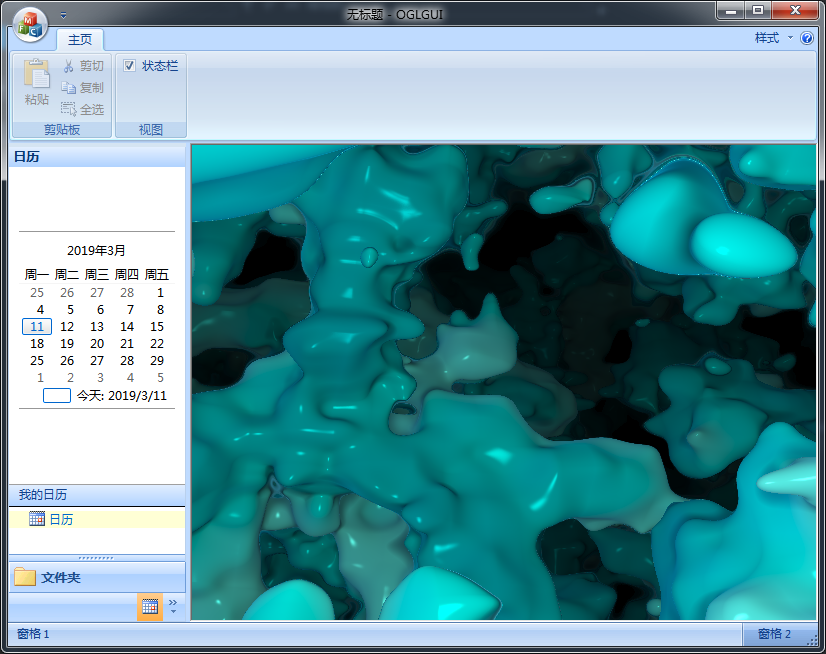 无标题 - OGLGUI
主页
样式
粘贴
剪切
复制
全选
剪贴板
状态栏
视图
日历
2019年3月
周一 周二 周三 周四 周五
25 26 27 28 1
4 5 6 7 8
11 12 13 14 15
18 19 20 21 22
25 26 27 28 29
1 2 3 4 5
今天: 2019/3/11
我的日历
日历
文件夹
窗格 1
窗格 2